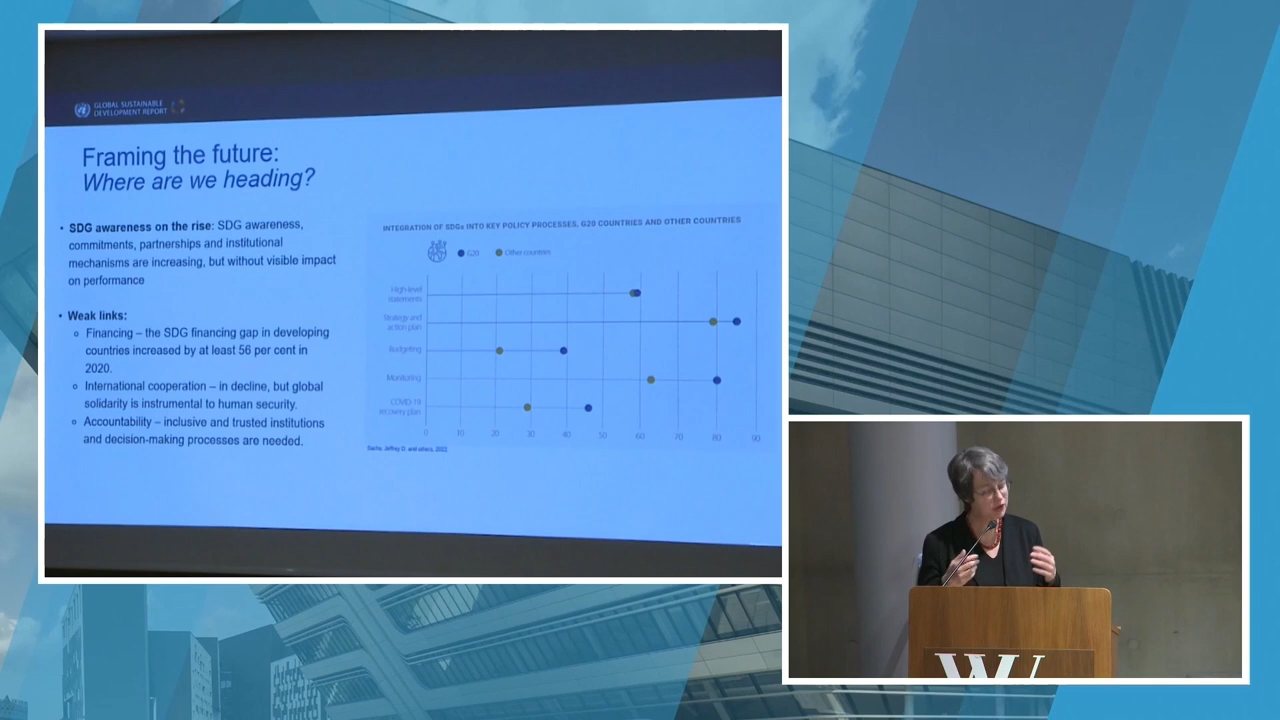 GLOBAL SUSTAINABLE
DEVELOPMENT REPORT
Framing the future:
Where are we heading?
• SDG awareness on the rise: SDG awareness,
commitments, partnerships and institutional
mechanisms are increasing, but without visible impact
on performance
• Weak links:
Financing – the SDG financing gap in developing
countries increased by at least 56 per cent in
2020.
International cooperation – in decline, but global
solidarity is instrumental to human security.
Accountability – inclusive and trusted institutions
and decision-making processes are needed.
INTEGRATION OF SDGs INTO KEY POLICY PROCESSES, G20 COUNTRIES AND OTHER COUNTRIES
G20 Other countries
High-level
statements
Strategy and
action plan
Budgeting
Monitoring
COVID-19
recovery plan
0 10 20 30 40 50 60 70 80 90
Sachs, Jeffrey D. and others, 2022
WU